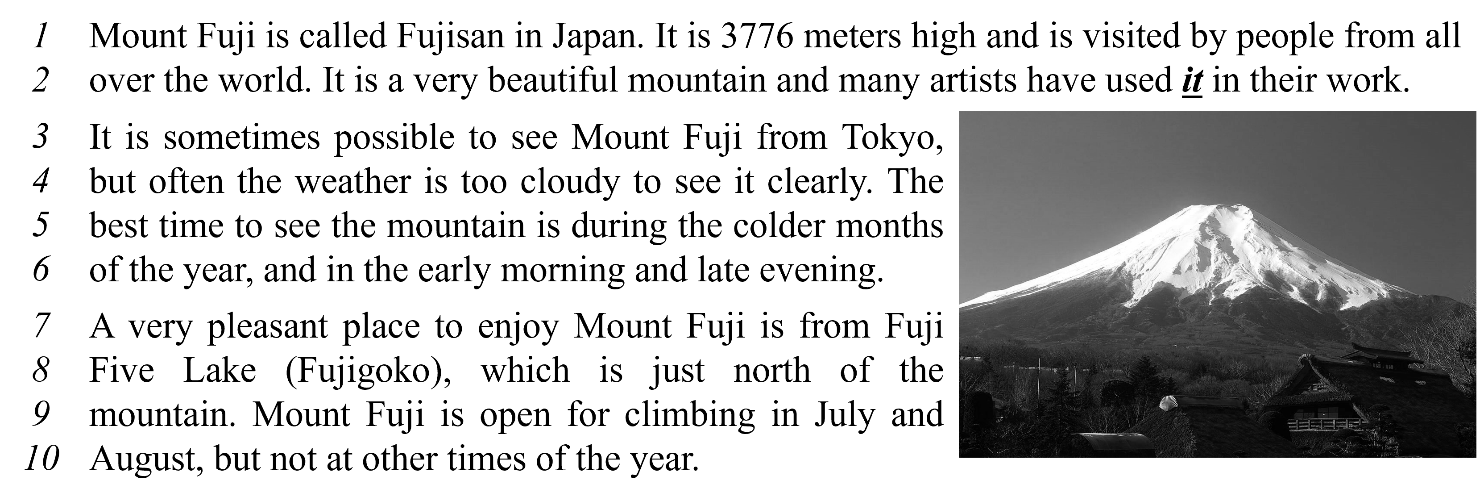 1 Mount Fuji is called Fujisan in Japan. It is 3776 meters high and is visited by people from all
2 over the world. It is a very beautiful mountain and many artists have used it in their work.
3 It is sometimes possible to see Mount Fuji from Tokyo,
4 but often the weather is too cloudy to see it clearly. The
5 best time to see the mountain is during the colder months
6 of the year, and in the early morning and late evening.
7 A very pleasant place to enjoy Mount Fuji is from Fuji
8 Five Lake (Fujigoko), which is just north of the
9 mountain. Mount Fuji is open for climbing in July and
10 August, but not at other times of the year.